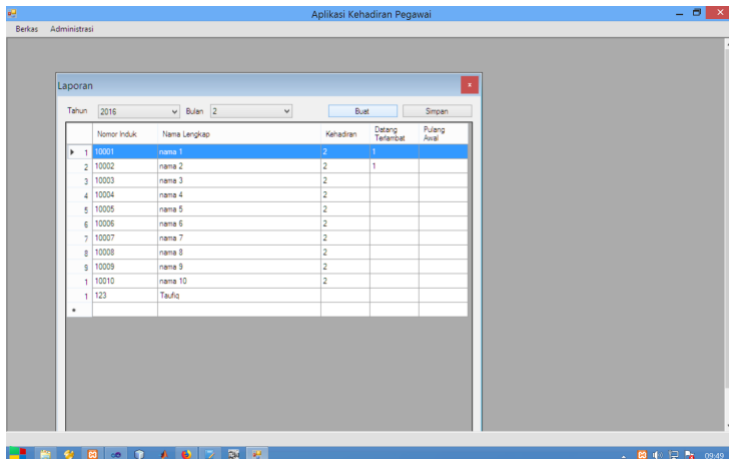 Aplikasi Kehadiran Pegawai
Berkas Administrasi
Laporan
Tahun 2016 Bulan 2 Buat Simpan
Nomor Induk Nama Lengkap Kehadiran Datang Terlambat Pulang Awal
1 10001 nama 1 2 1
2 10002 nama 2 2 1
3 10003 nama 3 2
4 10004 nama 4 2
5 10005 nama 5 2
6 10006 nama 6 2
7 10007 nama 7 2
8 10008 nama 8 2
9 10009 nama 9 2
1 10010 nama 10 2
1 123 Taufiq
09:49